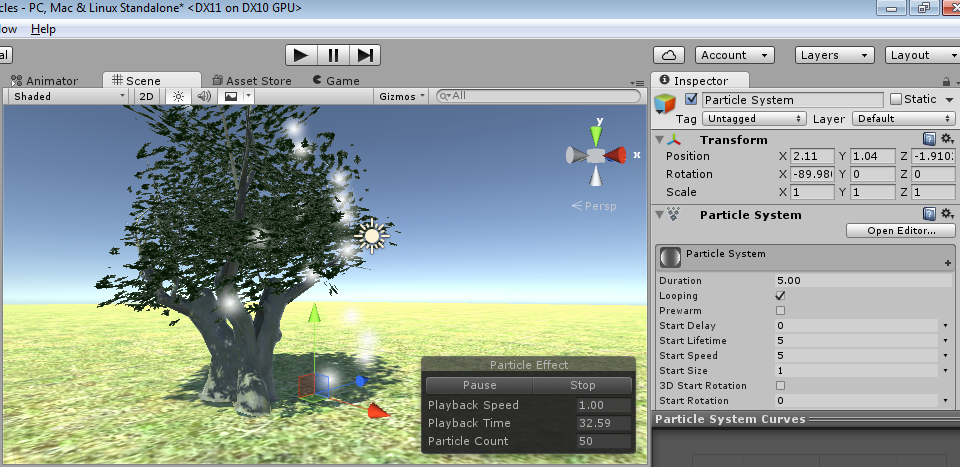 cles - PC, Mac & Linux Standalone* <DX11 on DX10 GPU>
ow Help
al Account Layers Layout
Animator Scene Asset Store Game
Shaded 2D Gizmos All
Inspector
Particle System Static
Tag Untagged Layer Default
Transform
Position X 2.11 Y 1.04 Z -1.910
Rotation X -89.98 Y 0 Z 0
Scale X 1 Y 1 Z 1
y
x
Persp
Particle System
Open Editor...
Particle System
+
Duration 5.00
Looping
Prewarm
Start Delay 0
Start Lifetime 5
Start Speed 5
Start Size 1
3D Start Rotation
Start Rotation 0
Particle System Curves
Particle Effect
Pause Stop
Playback Speed 1.00
Playback Time 32.59
Particle Count 50